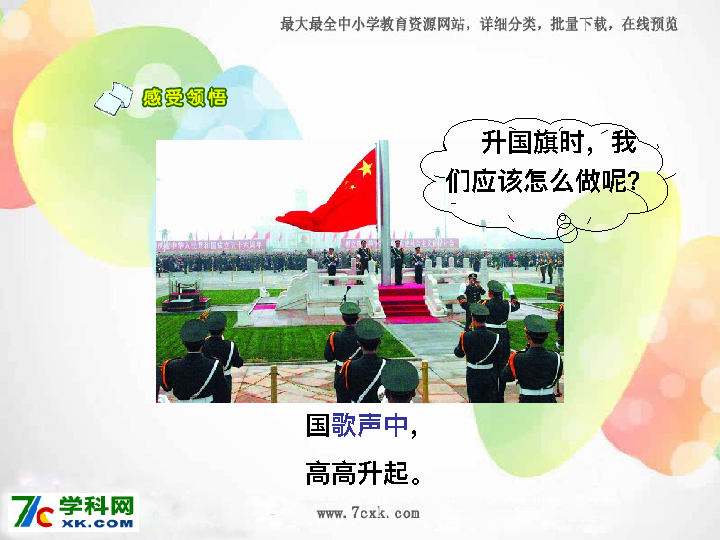 最大最全中小学教育资源网站，详细分类，批量下载，在线预览
感受领悟
升国旗时，我
们应该怎么做呢？
国歌声中，
高高升起。
学科网
XK.COM
www.7cxk.com